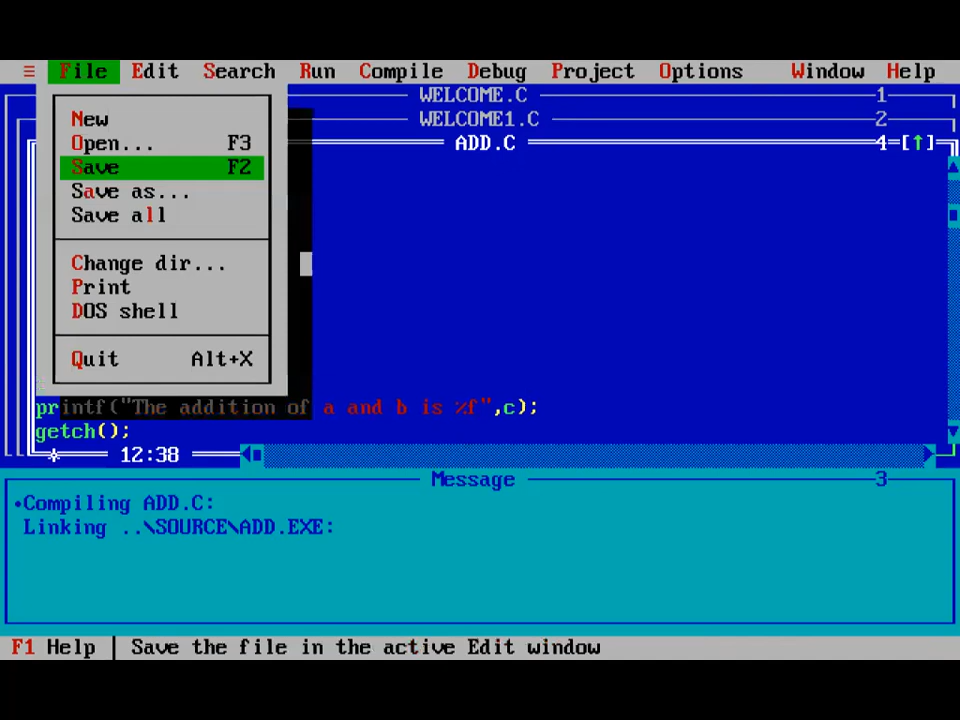 ≡ File Edit Search Run Compile Debug Project Options Window Help
WELCOME.C 1
WELCOME1.C 2
ADD.C 4=[↑]
New
Open... F3
Save F2
Save as...
Save all
Change dir...
Print
DOS shell
Quit Alt+X
printf("The addition of a and b is %f",c);
getch();
* 12:38
Message 3
•Compiling ADD.C:
Linking ..\SOURCE\ADD.EXE:
F1 Help | Save the file in the active Edit window